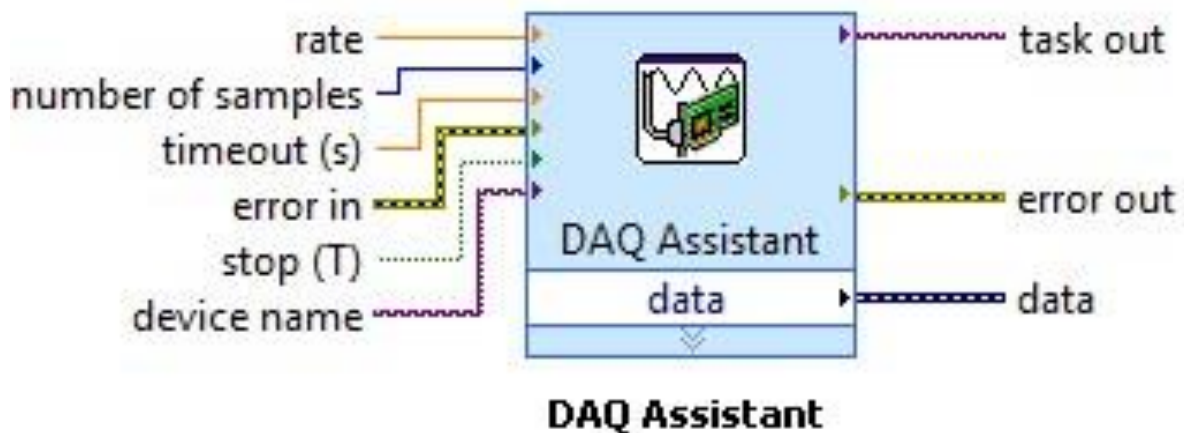 rate
number of samples
timeout (s)
error in
stop (T)
device name
DAQ Assistant
data
task out
error out
data
DAQ Assistant